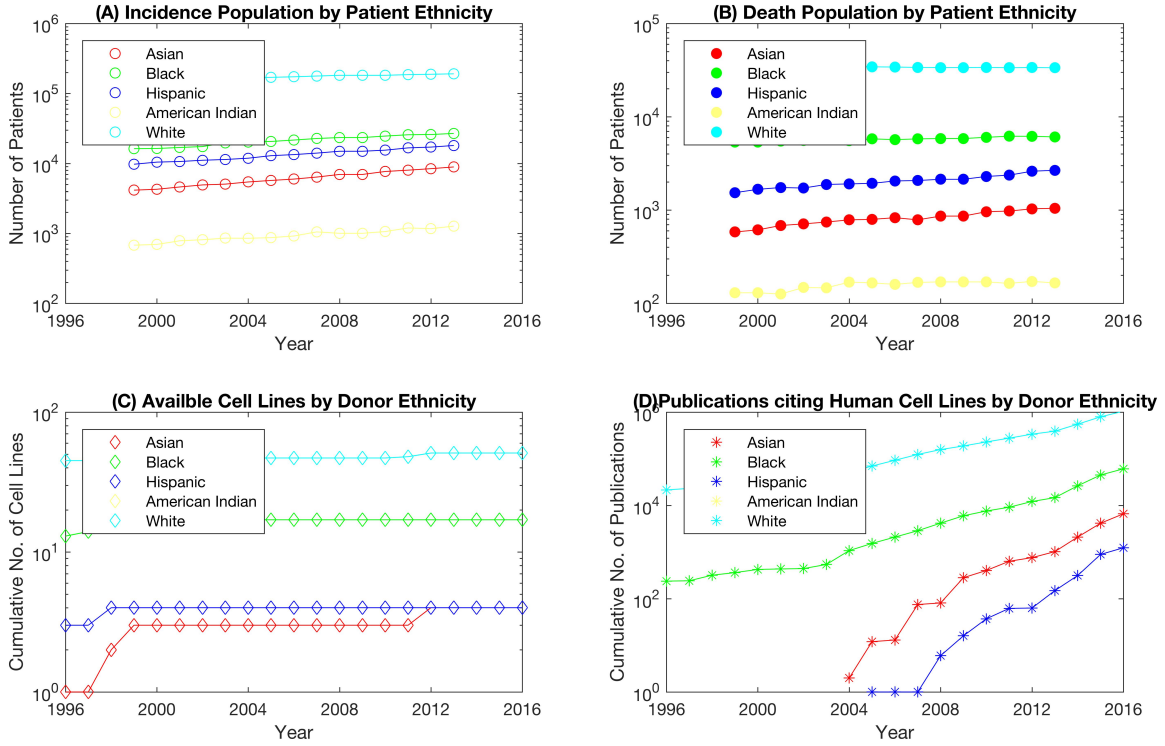 (A) Incidence Population by Patient Ethnicity
10^6
10^5
10^4
10^3
10^2
Number of Patients
Asian
Black
Hispanic
American Indian
White
1996 2000 2004 2008 2012 2016
Year
(B) Death Population by Patient Ethnicity
10^5
10^4
10^3
10^2
Number of Patients
Asian
Black
Hispanic
American Indian
White
1996 2000 2004 2008 2012 2016
Year
(C) Availble Cell Lines by Donor Ethnicity
10^2
10^1
10^0
Cumulative No. of Cell Lines
Asian
Black
Hispanic
American Indian
White
1996 2000 2004 2008 2012 2016
Year
(D)Publications citing Human Cell Lines by Donor Ethnicity
10^6
10^4
10^2
10^0
Cumulative No. of Publications
Asian
Black
Hispanic
American Indian
White
1996 2000 2004 2008 2012 2016
Year